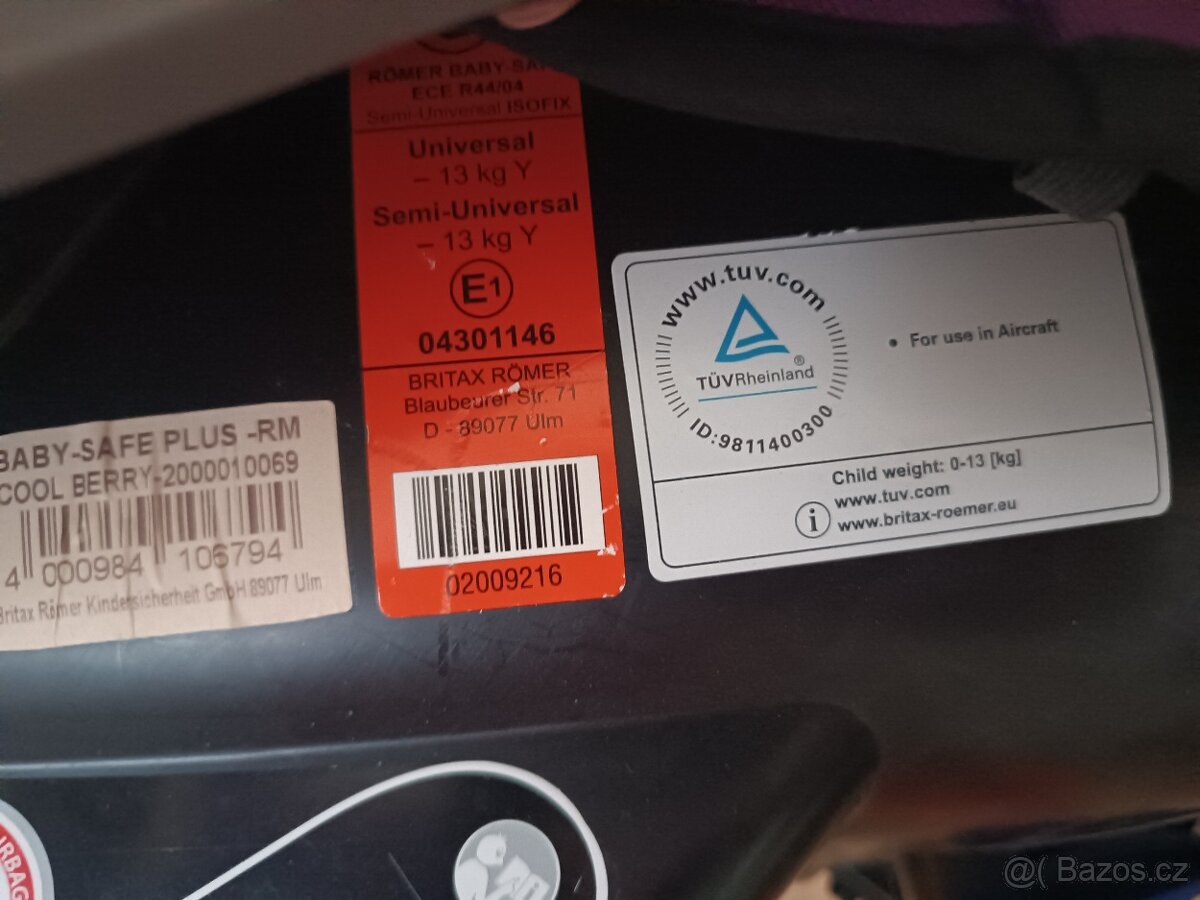 BABY-SAFE PLUS -RM
COOL BERRY-2000010069
4 000984 106794
Britax Römer Kindersicherheit GmbH 89077 Ulm
RÖMER
ECE R44/04
Semi-Universal ISOFIX
Universal
– 13 kg Y
Semi-Universal
– 13 kg Y
E1
04301146
BRITAX RÖMER
Blaubeurer Str. 71
D - 89077 Ulm
02009216
www.tuv.com
TÜVRheinland®
ID:9811400300
• For use in Aircraft
Child weight: 0-13 [kg]
i
www.tuv.com
www.britax-roemer.eu
@( Bazos.cz